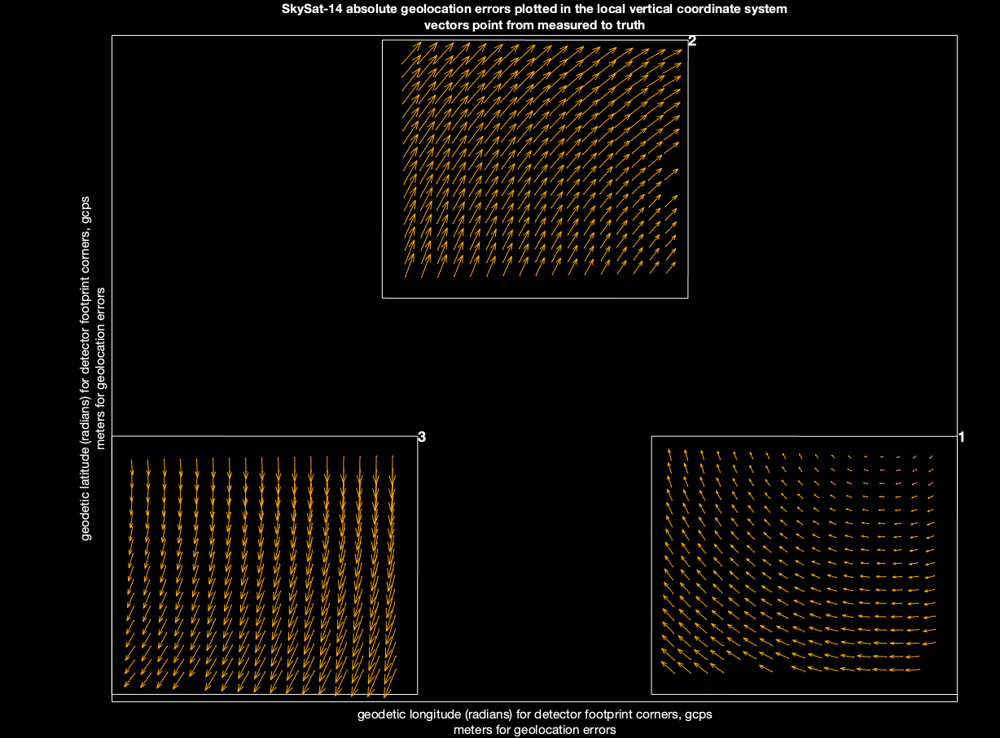 SkySat-14 absolute geolocation errors plotted in the local vertical coordinate system
vectors point from measured to truth
2
geodetic latitude (radians) for detector footprint corners, gcps
meters for geolocation errors
3
1
geodetic longitude (radians) for detector footprint corners, gcps
meters for geolocation errors